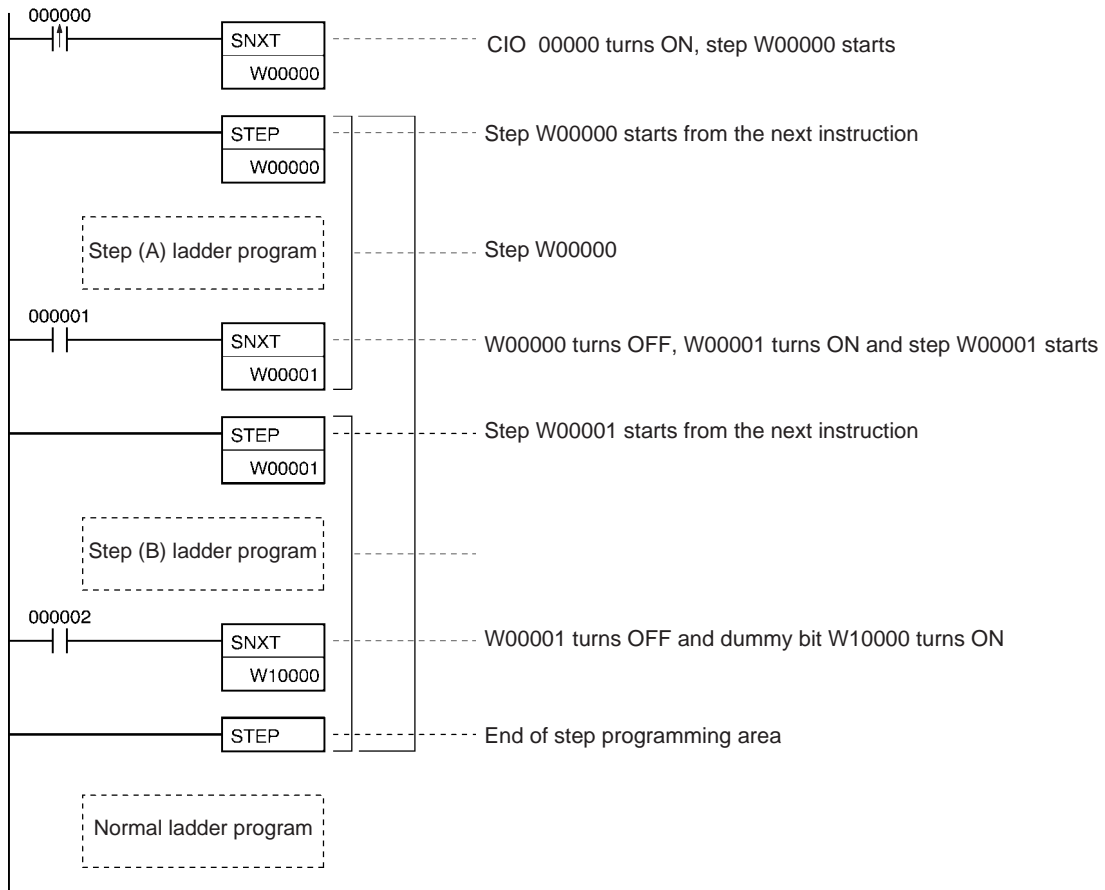 000000
SNXT
CIO 00000 turns ON, step W00000 starts
W00000
STEP
Step W00000 starts from the next instruction
W00000
Step (A) ladder program
Step W00000
000001
SNXT
W00000 turns OFF, W00001 turns ON and step W00001 starts
W00001
STEP
Step W00001 starts from the next instruction
W00001
Step (B) ladder program
000002
SNXT
W00001 turns OFF and dummy bit W10000 turns ON
W10000
STEP
End of step programming area
Normal ladder program